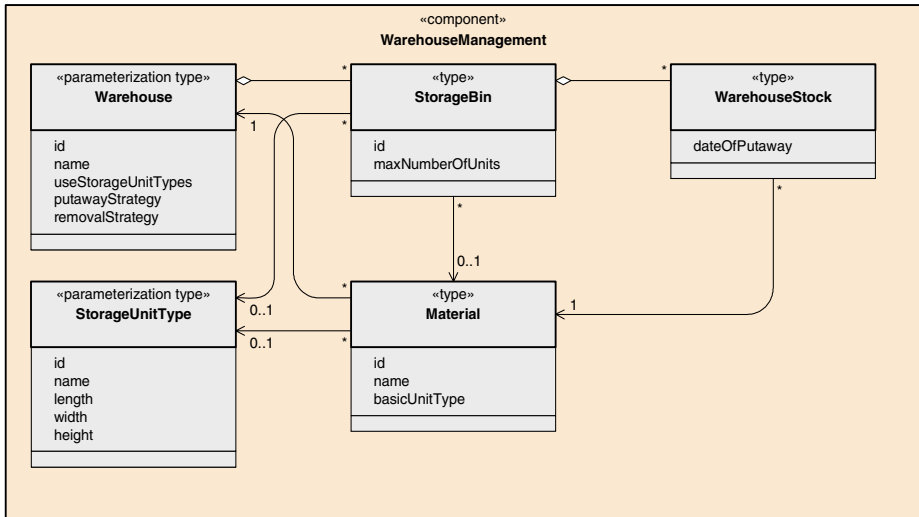 «component»
WarehouseManagement
«parameterization type»
Warehouse
id
name
useStorageUnitTypes
putawayStrategy
removalStrategy
*
1
«type»
StorageBin
id
maxNumberOfUnits
*
*
0..1
*
«type»
WarehouseStock
dateOfPutaway
*
«parameterization type»
StorageUnitType
id
name
length
width
height
0..1
0..1
*
*
«type»
Material
id
name
basicUnitType
1